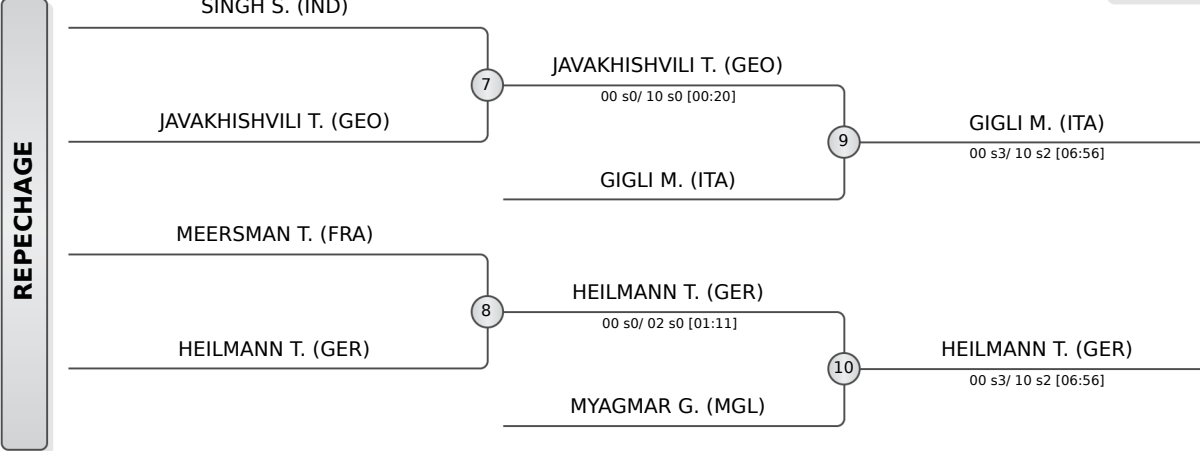 SINGH S. (IND)
JAVAKHISHVILI T. (GEO)
7
00 s0/ 10 s0 [00:20]
JAVAKHISHVILI T. (GEO)
GIGLI M. (ITA)
9
00 s3/ 10 s2 [06:56]
GIGLI M. (ITA)
REPECHAGE
MEERSMAN T. (FRA)
HEILMANN T. (GER)
8
00 s0/ 02 s0 [01:11]
HEILMANN T. (GER)
HEILMANN T. (GER)
10
00 s3/ 10 s2 [06:56]
MYAGMAR G. (MGL)